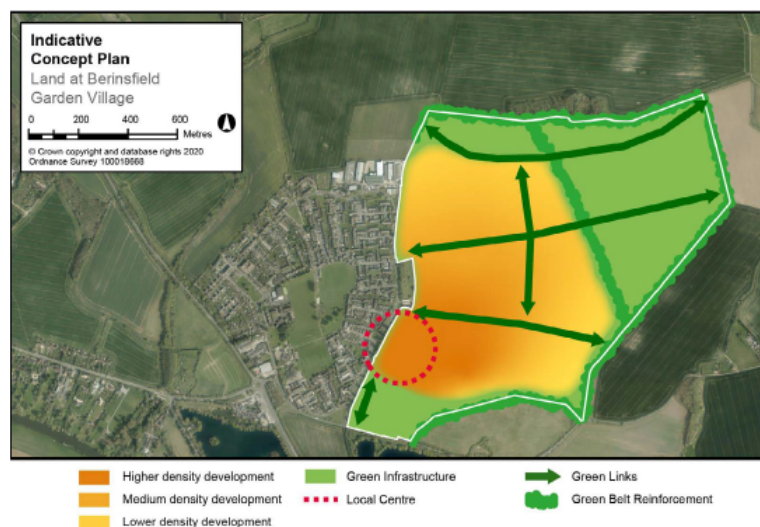 Indicative
Concept Plan
Land at Berinsfield
Garden Village
0 200 400 600
Metres
© Crown copyright and database rights 2020
Ordnance Survey 100018668
Higher density development
Medium density development
Lower density development
Green Infrastructure
Local Centre
Green Links
Green Belt Reinforcement